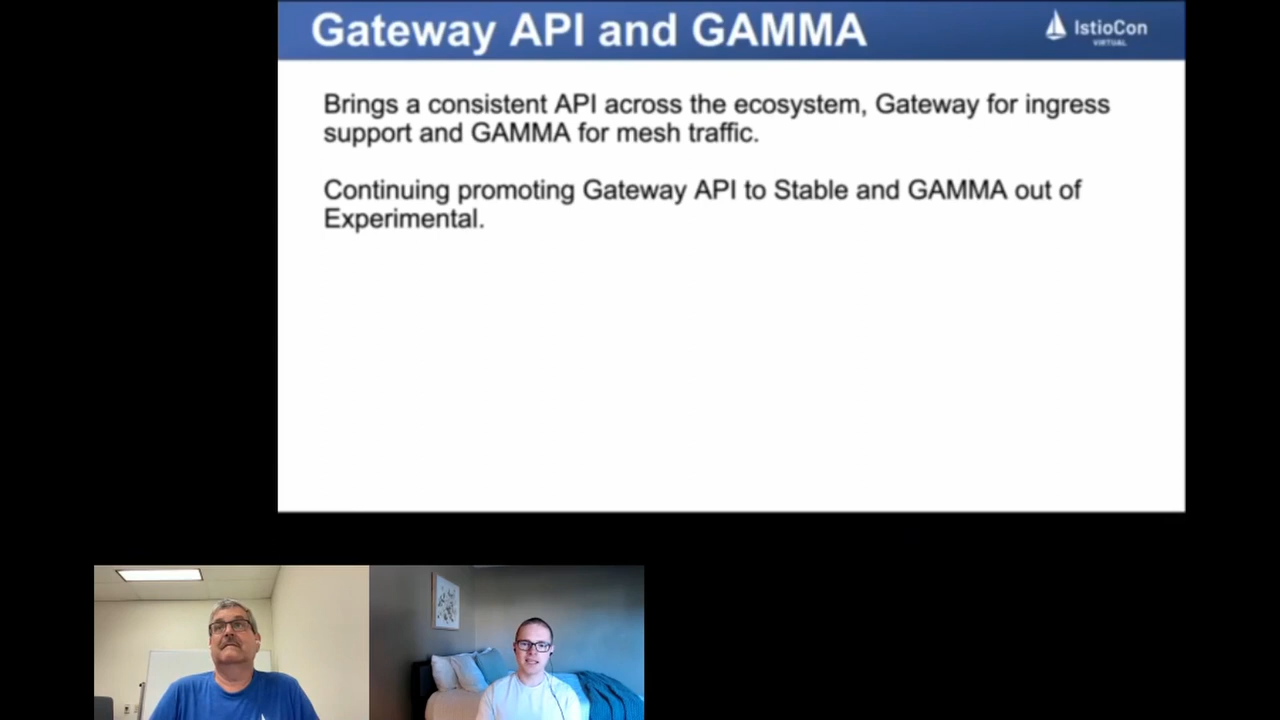 Gateway API and GAMMA
IstioCon
VIRTUAL
Brings a consistent API across the ecosystem, Gateway for ingress
support and GAMMA for mesh traffic.
Continuing promoting Gateway API to Stable and GAMMA out of
Experimental.